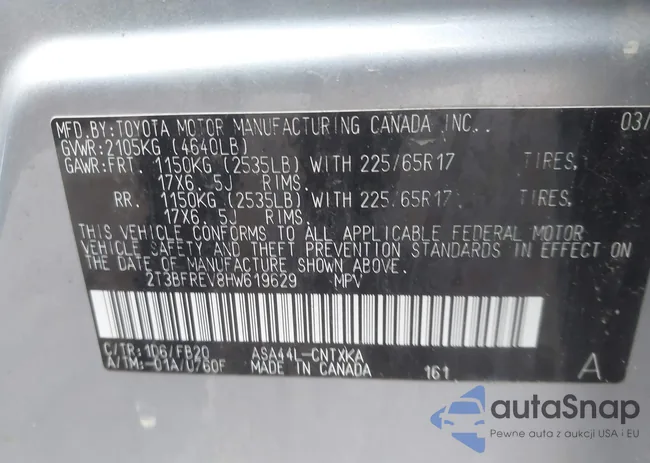 MFD.BY:TOYOTA MOTOR MANUFACTURING CANADA INC. 03/
GVWR:2105KG (4640LB)
GAWR:FRT. 1150KG (2535LB) WITH 225/65R17 TIRES,
17X6.5J RIMS.
RR. 1150KG (2535LB) WITH 225/65R17 TIRES,
17X6.5J RIMS.
THIS VEHICLE CONFORMS TO ALL APPLICABLE FEDERAL MOTOR
VEHICLE SAFETY AND THEFT PREVENTION STANDARDS IN EFFECT ON
THE DATE OF MANUFACTURE SHOWN ABOVE.
2T3BFREV8HW619629 MPV
C/TR:1D6/FB20 ASA44L-CNTXKA
A/TM:-01A/U760F MADE IN CANADA 161 A
autaSnap
Pewne auta z aukcji USA i EU